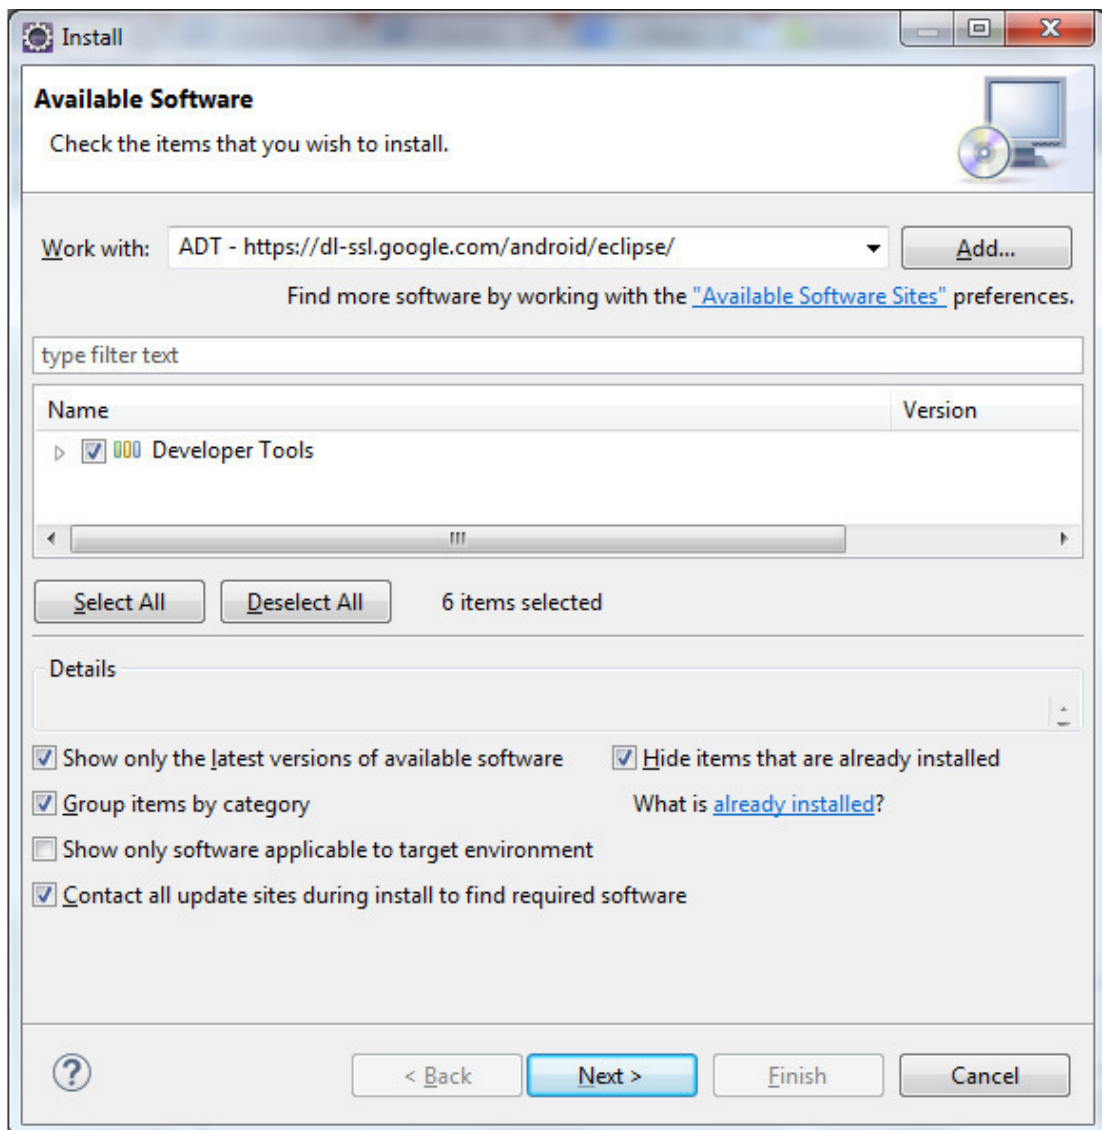 Install
Available Software
Check the items that you wish to install.
Work with: ADT - https://dl-ssl.google.com/android/eclipse/ Add...
Find more software by working with the "Available Software Sites" preferences.
type filter text
Name Version
Developer Tools
Select All Deselect All 6 items selected
Details
Show only the latest versions of available software Hide items that are already installed
Group items by category What is already installed?
Show only software applicable to target environment
Contact all update sites during install to find required software
? < Back Next > Finish Cancel